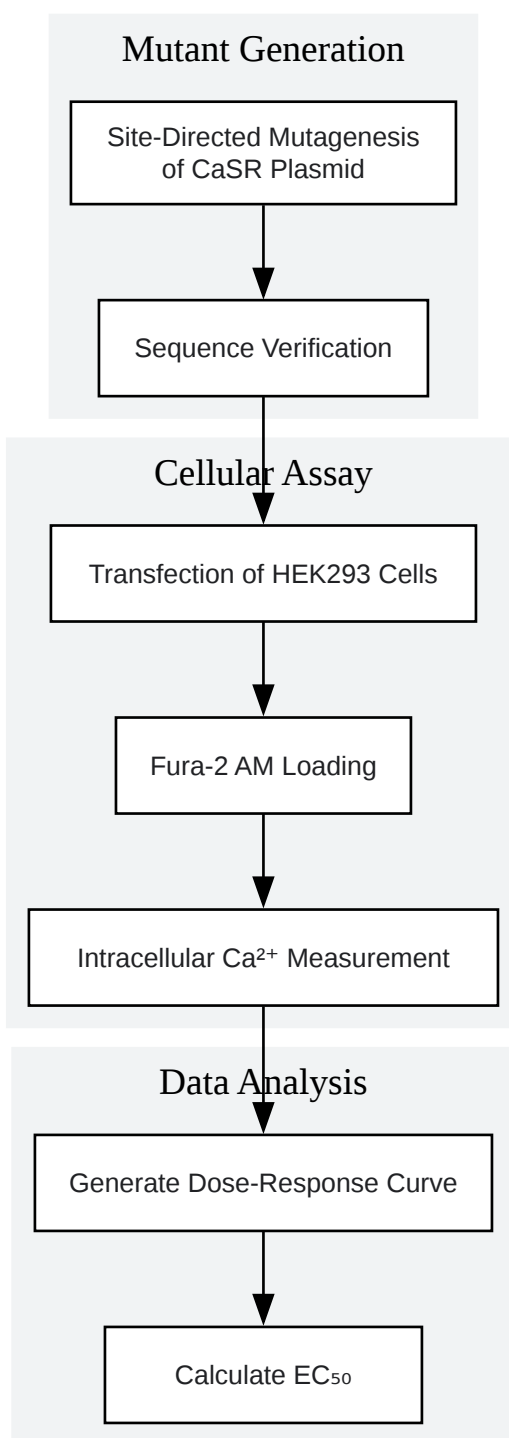 Mutant Generation
Site-Directed Mutagenesis
of CaSR Plasmid
Sequence Verification
Cellular Assay
Transfection of HEK293 Cells
Fura-2 AM Loading
Intracellular Ca²⁺ Measurement
Data Analysis
Generate Dose-Response Curve
Calculate EC₅₀